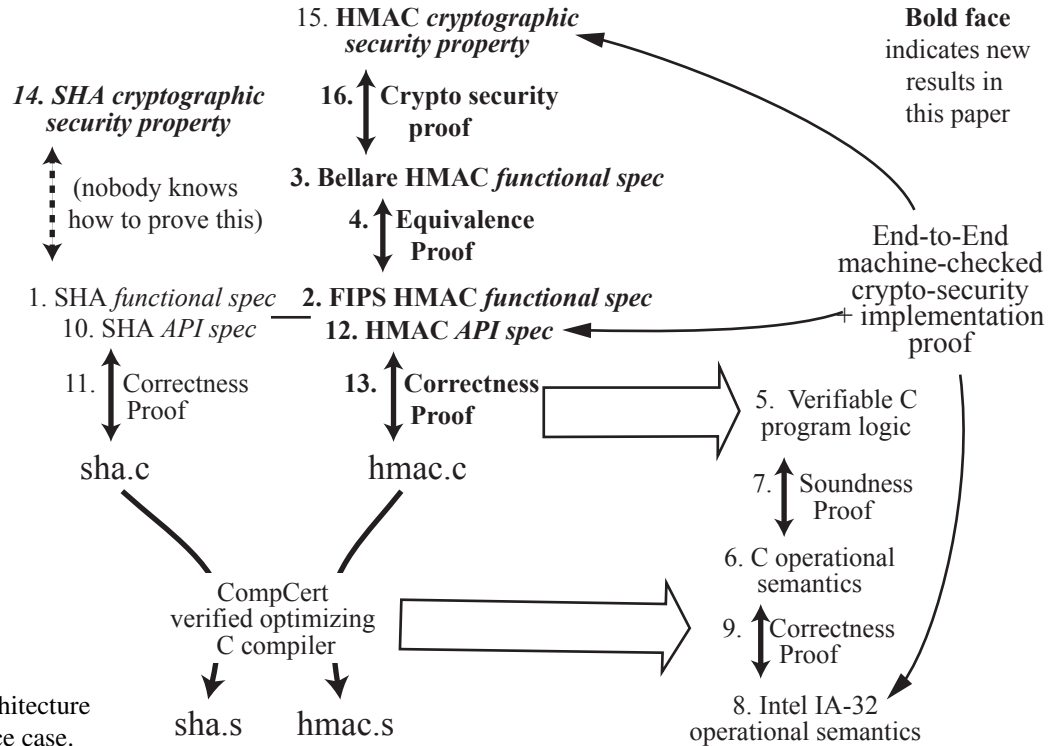 15. HMAC cryptographic
security property
Bold face
indicates new
results in
this paper
14. SHA cryptographic
security property
16. Crypto security
proof
(nobody knows
how to prove this)
3. Bellare HMAC functional spec
4. Equivalence
Proof
End-to-End
machine-checked
crypto-security
+ implementation
proof
1. SHA functional spec
2. FIPS HMAC functional spec
10. SHA API spec
12. HMAC API spec
11. Correctness
Proof
13. Correctness
Proof
5. Verifiable C
program logic
sha.c
hmac.c
7. Soundness
Proof
6. C operational
semantics
CompCert
verified optimizing
C compiler
9. Correctness
Proof
8. Intel IA-32
operational semantics
sha.s
hmac.s
hitecture
ce case.